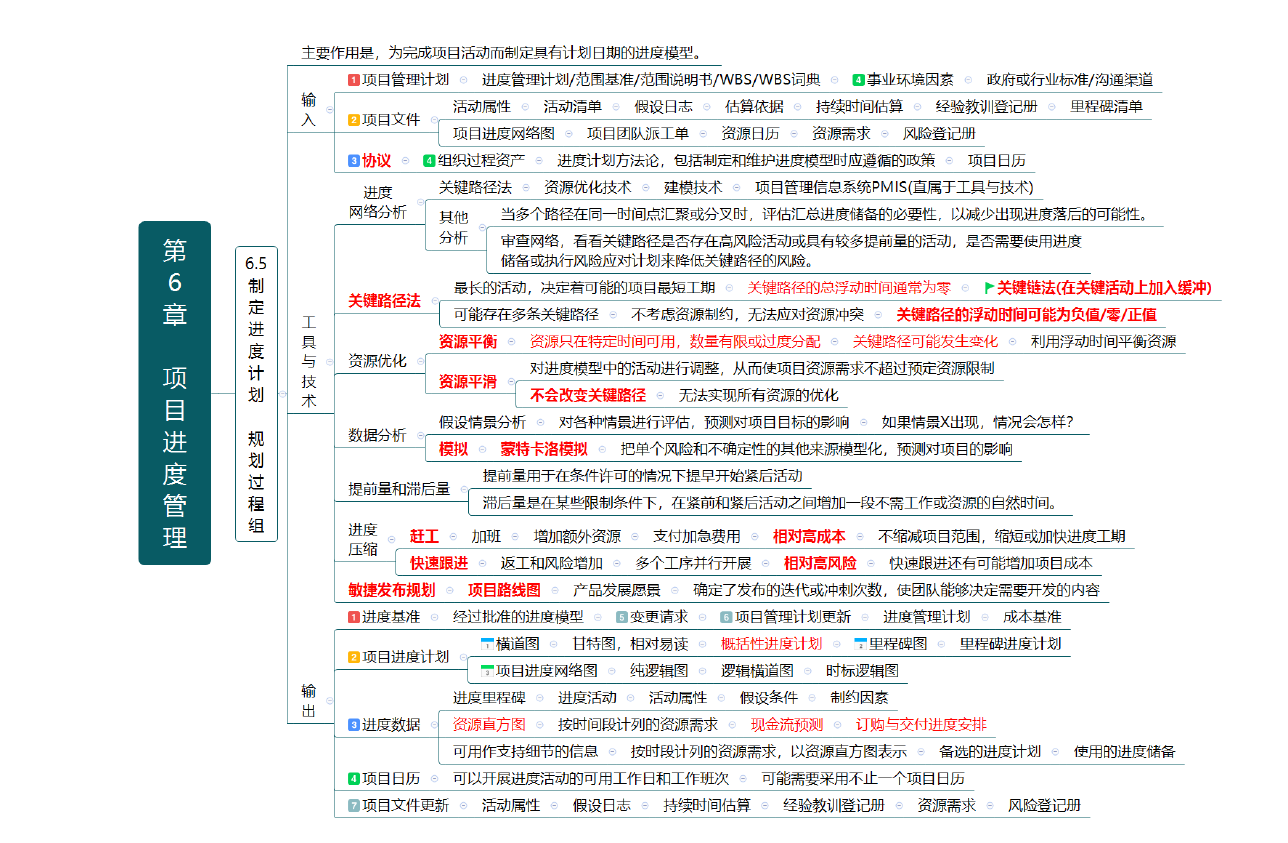 第6章 项目进度管理
6.5 制定进度计划 规划过程组
主要作用是，为完成项目活动而制定具有计划日期的进度模型。
输入
1 项目管理计划 进度管理计划/范围基准/范围说明书/WBS/WBS词典 4 事业环境因素 政府或行业标准/沟通渠道
2 项目文件
活动属性 活动清单 假设日志 估算依据 持续时间估算 经验教训登记册 里程碑清单
项目进度网络图 项目团队派工单 资源日历 资源需求 风险登记册
3 协议 4 组织过程资产 进度计划方法论，包括制定和维护进度模型时应遵循的政策 项目日历
工具与技术
进度
网络分析
关键路径法 资源优化技术 建模技术 项目管理信息系统PMIS(直属于工具与技术)
其他
分析
当多个路径在同一时间点汇聚或分叉时，评估汇总进度储备的必要性，以减少出现进度落后的可能性。
审查网络，看看关键路径是否存在高风险活动或具有较多提前量的活动，是否需要使用进度
储备或执行风险应对计划来降低关键路径的风险。
关键路径法
最长的活动，决定着可能的项目最短工期 关键路径的总浮动时间通常为零 关键链法(在关键活动上加入缓冲)
可能存在多条关键路径 不考虑资源制约，无法应对资源冲突 关键路径的浮动时间可能为负值/零/正值
资源优化
资源平衡 资源只在特定时间可用，数量有限或过度分配 关键路径可能发生变化 利用浮动时间平衡资源
资源平滑
对进度模型中的活动进行调整，从而使项目资源需求不超过预定资源限制
不会改变关键路径 无法实现所有资源的优化
数据分析
假设情景分析 对各种情景进行评估，预测对项目目标的影响 如果情景X出现，情况会怎样?
模拟 蒙特卡洛模拟 把单个风险和不确定性的其他来源模型化，预测对项目的影响
提前量和滞后量
提前量用于在条件许可的情况下提早开始紧后活动
滞后量是在某些限制条件下，在紧前和紧后活动之间增加一段不需工作或资源的自然时间。
进度
压缩
赶工 加班 增加额外资源 支付加急费用 相对高成本 不缩减项目范围，缩短或加快进度工期
快速跟进 返工和风险增加 多个工序并行开展 相对高风险 快速跟进还有可能增加项目成本
敏捷发布规划 项目路线图 产品发展愿景 确定了发布的迭代或冲刺次数，使团队能够决定需要开发的内容
输出
1 进度基准 经过批准的进度模型 5 变更请求 6 项目管理计划更新 进度管理计划 成本基准
2 项目进度计划
1 横道图 甘特图，相对易读 概括性进度计划 2 里程碑图 里程碑进度计划
3 项目进度网络图 纯逻辑图 逻辑横道图 时标逻辑图
3 进度数据
进度里程碑 进度活动 活动属性 假设条件 制约因素
资源直方图 按时间段计列的资源需求 现金流预测 订购与交付进度安排
可用作支持细节的信息 按时段计列的资源需求，以资源直方图表示 备选的进度计划 使用的进度储备
4 项目日历 可以开展进度活动的可用工作日和工作班次 可能需要采用不止一个项目日历
7 项目文件更新 活动属性 假设日志 持续时间估算 经验教训登记册 资源需求 风险登记册